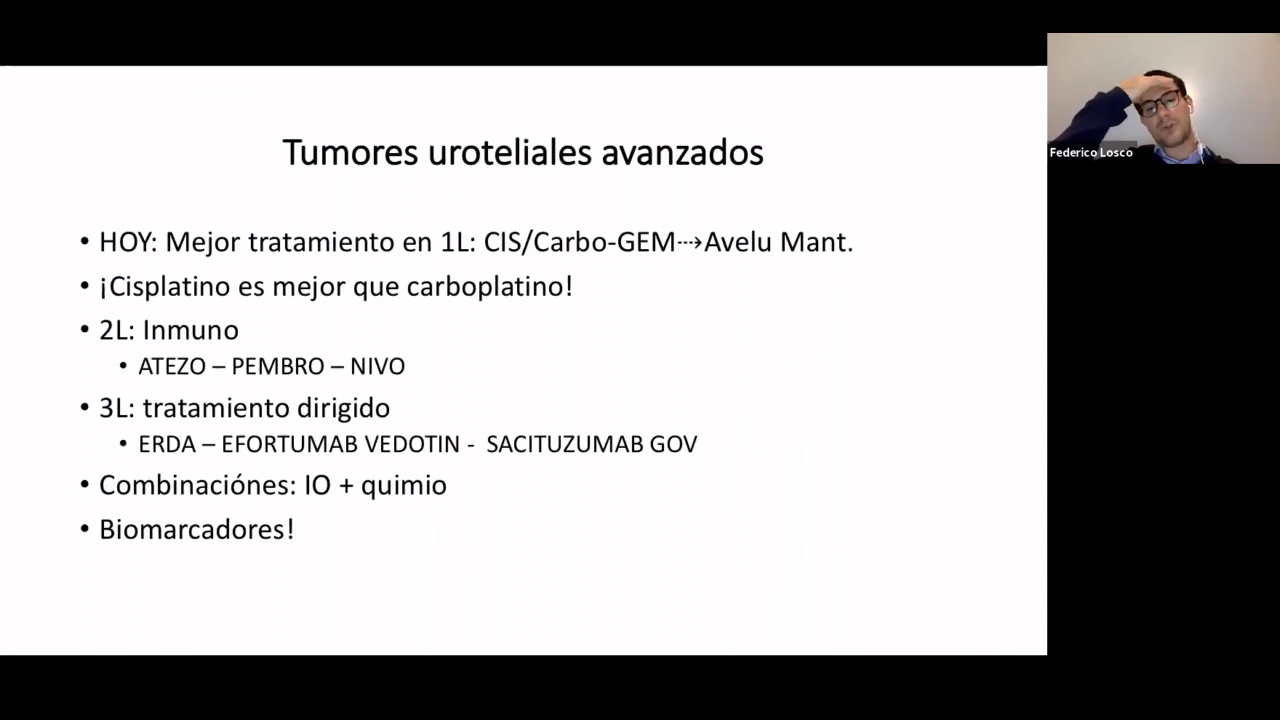 Tumores uroteliales avanzados
• HOY: Mejor tratamiento en 1L: CIS/Carbo-GEM⇢Avelu Mant.
• ¡Cisplatino es mejor que carboplatino!
• 2L: Inmuno
• ATEZO – PEMBRO – NIVO
• 3L: tratamiento dirigido
• ERDA – EFORTUMAB VEDOTIN - SACITUZUMAB GOV
• Combinaciónes: IO + quimio
• Biomarcadores!
Federico Losco